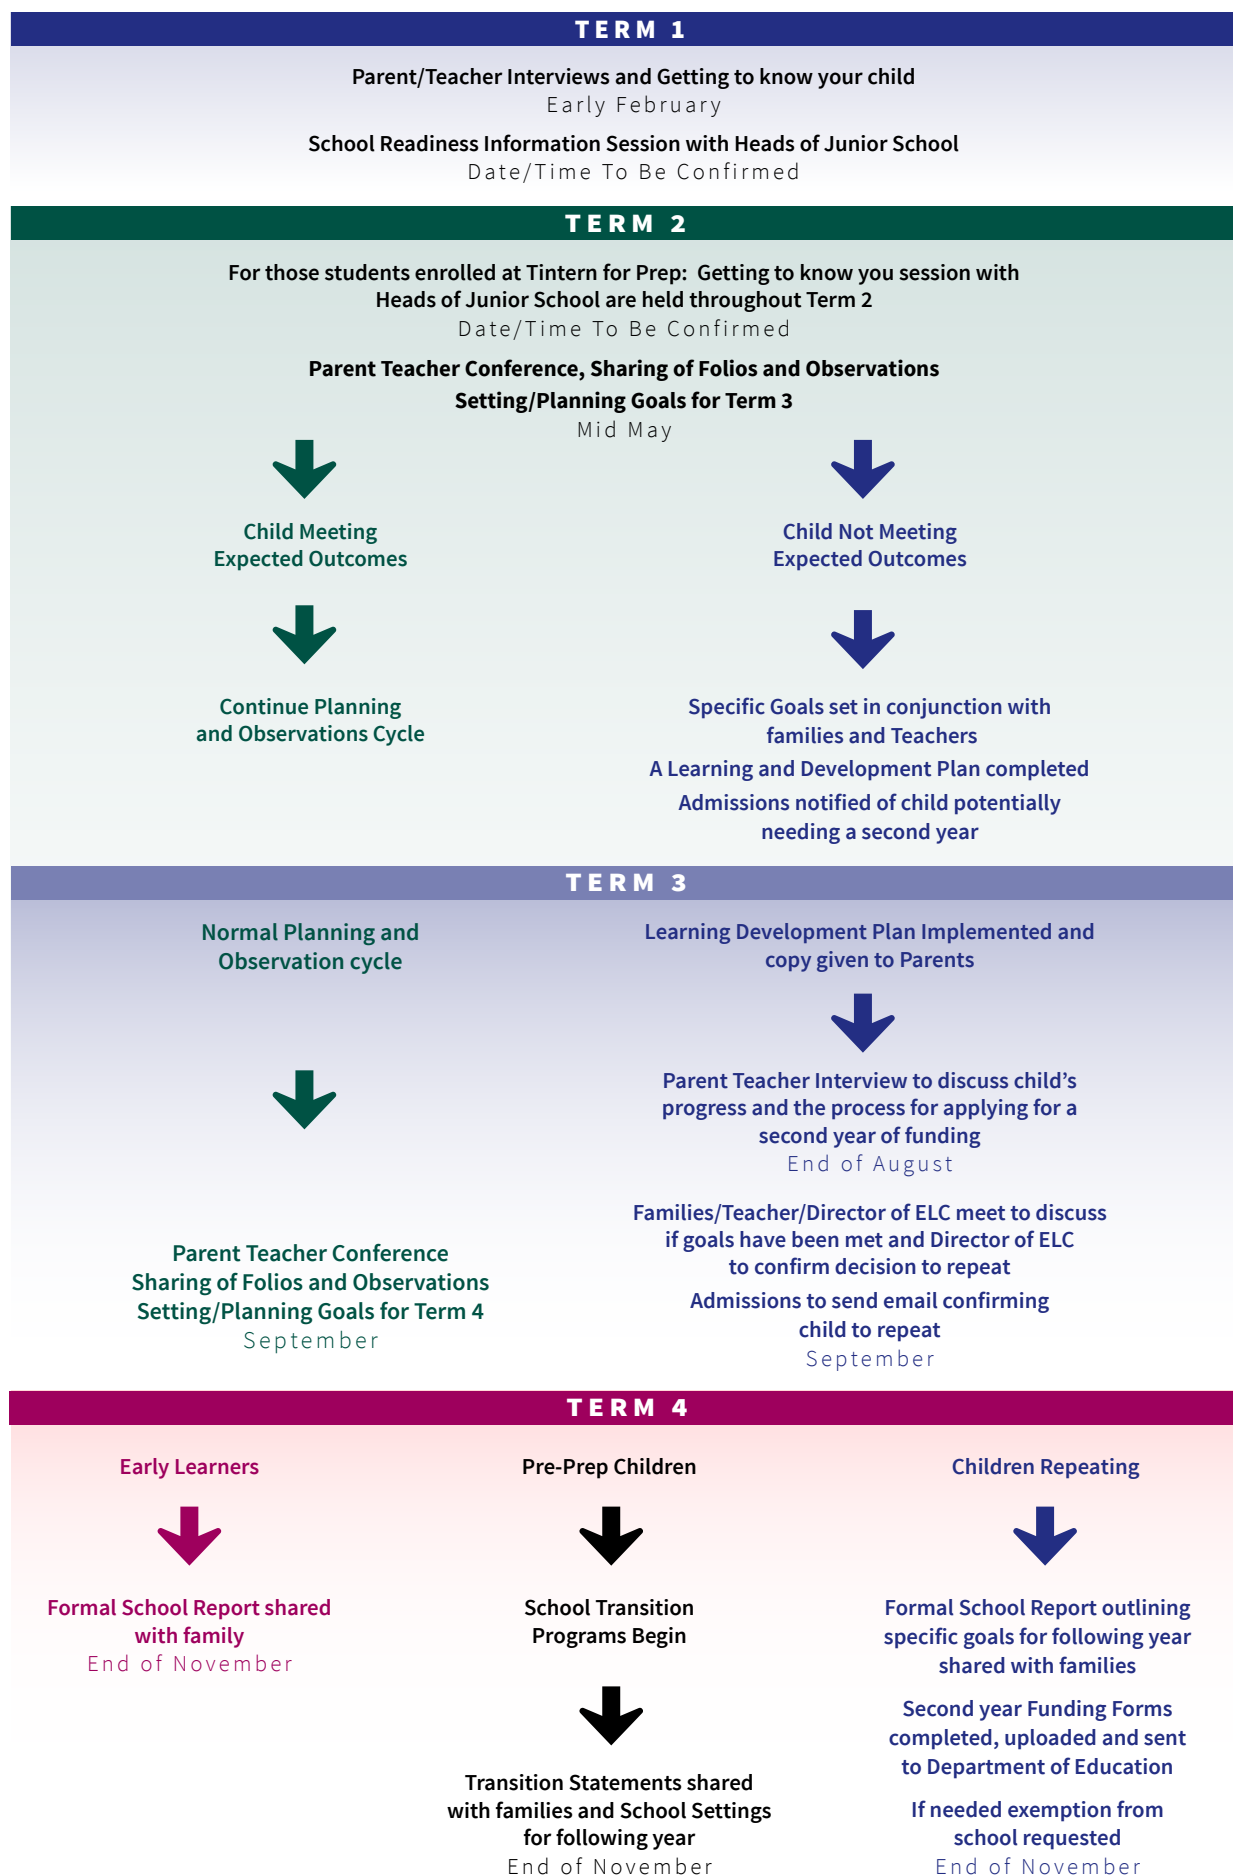 TERM 1
Parent/Teacher Interviews and Getting to know your child
Early February
School Readiness Information Session with Heads of Junior School
Date/Time To Be Confirmed
TERM 2
For those students enrolled at Tintern for Prep: Getting to know you session with
Heads of Junior School are held throughout Term 2
Date/Time To Be Confirmed
Parent Teacher Conference, Sharing of Folios and Observations
Setting/Planning Goals for Term 3
Mid May
Child Meeting
Expected Outcomes
Continue Planning
and Observations Cycle
Child Not Meeting
Expected Outcomes
Specific Goals set in conjunction with
families and Teachers
A Learning and Development Plan completed
Admissions notified of child potentially
needing a second year
TERM 3
Normal Planning and
Observation cycle
Parent Teacher Conference
Sharing of Folios and Observations
Setting/Planning Goals for Term 4
September
Learning Development Plan Implemented and
copy given to Parents
Parent Teacher Interview to discuss child’s
progress and the process for applying for a
second year of funding
End of August
Families/Teacher/Director of ELC meet to discuss
if goals have been met and Director of ELC
to confirm decision to repeat
Admissions to send email confirming
child to repeat
September
TERM 4
Early Learners
Formal School Report shared
with family
End of November
Pre-Prep Children
School Transition
Programs Begin
Transition Statements shared
with families and School Settings
for following year
End of November
Children Repeating
Formal School Report outlining
specific goals for following year
shared with families
Second year Funding Forms
completed, uploaded and sent
to Department of Education
If needed exemption from
school requested
End of November